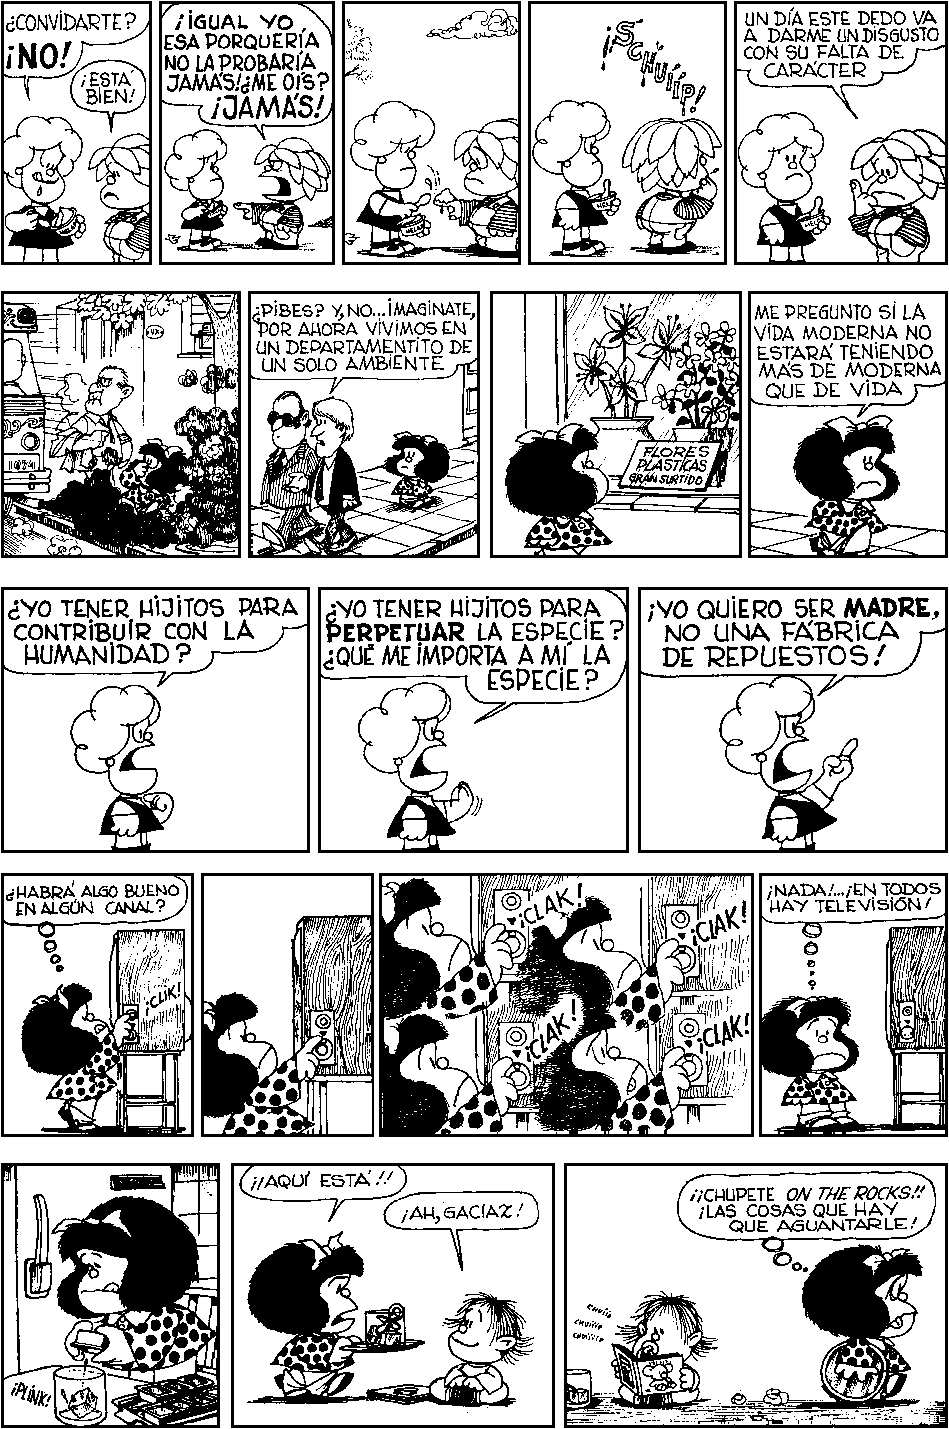 ¿CONVIDARTE?
¡NO!
¡ESTÁ
BIEN!
¡IGUAL YO
ESA PORQUERÍA
NO LA PROBARÍA
JAMÁS! ¿ME OÍS?
¡JAMÁS!
¡SCHUÍÍP!
UN DÍA ESTE DEDO VA
A DARME UN DISGUSTO
CON SU FALTA DE
CARÁCTER
¿PIBES? Y, NO... IMAGINATE,
POR AHORA VIVIMOS EN
UN DEPARTAMENTITO DE
UN SOLO AMBIENTE
FLORES
PLÁSTICAS
GRAN SURTIDO
ME PREGUNTO SI LA
VIDA MODERNA NO
ESTARÁ TENIENDO
MÁS DE MODERNA
QUE DE VIDA
¿YO TENER HIJITOS PARA
CONTRIBUIR CON LA
HUMANIDAD?
¿YO TENER HIJITOS PARA
PERPETUAR LA ESPECIE?
¿QUÉ ME IMPORTA A MÍ LA
ESPECIE?
¡YO QUIERO SER MADRE,
NO UNA FÁBRICA
DE REPUESTOS!
¿HABRÁ ALGO BUENO
EN ALGÚN CANAL?
¡CLIK!
¡CLAK!
¡CLAK!
¡CLAK!
¡CLAK!
¡NADA!...¡EN TODOS
HAY TELEVISIÓN!
¡PLINK!
¡¡AQUÍ ESTÁ!!
¡AH, GACIAZ!
CHUIIP
CHUIIIP
CHUIIIP
¡¡CHUPETE ON THE ROCKS!!
¡LAS COSAS QUE HAY
QUE AGUANTARLE!